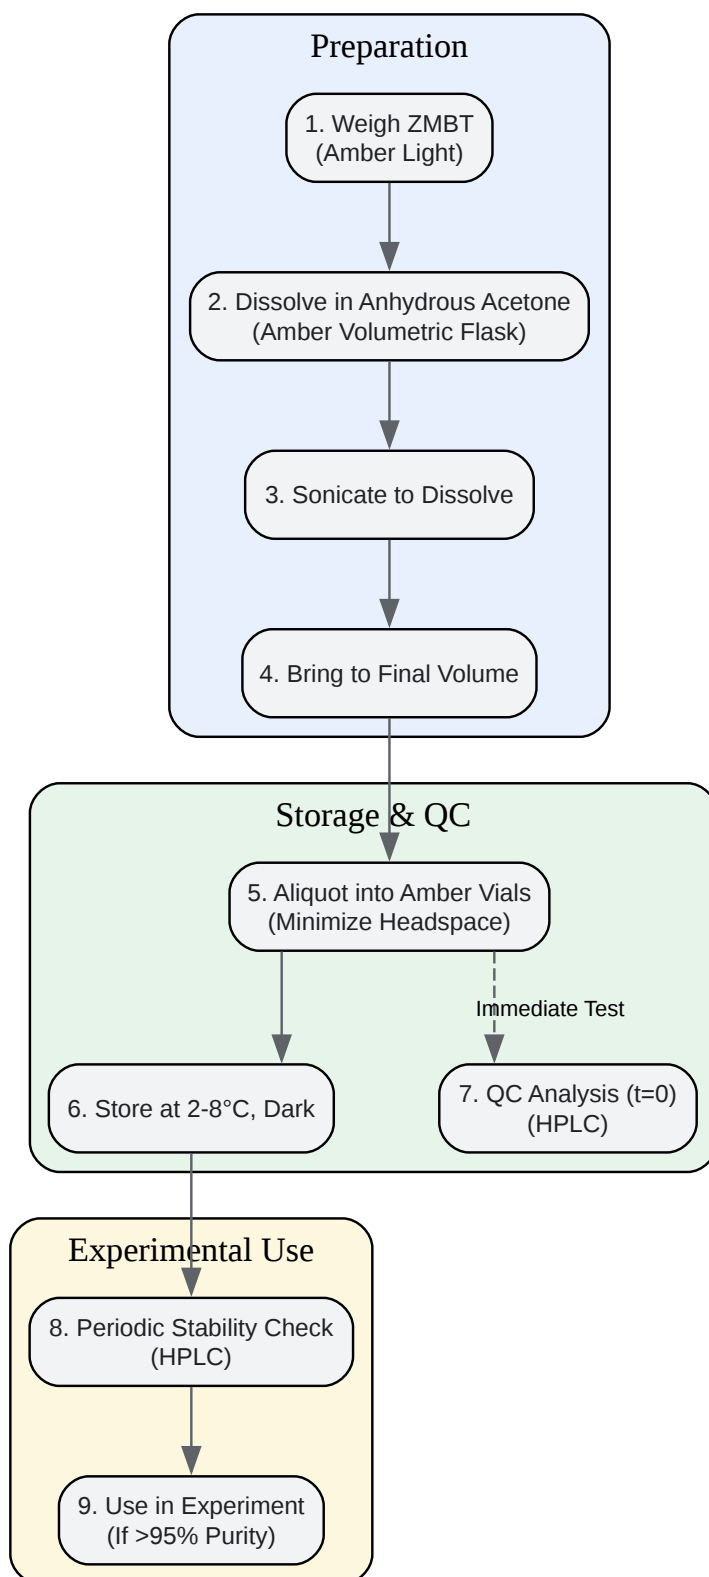 Preparation
1. Weigh ZMBT
(Amber Light)
2. Dissolve in Anhydrous Acetone
(Amber Volumetric Flask)
3. Sonicate to Dissolve
4. Bring to Final Volume
Storage & QC
5. Aliquot into Amber Vials
(Minimize Headspace)
Immediate Test
6. Store at 2-8°C, Dark
7. QC Analysis (t=0)
(HPLC)
Experimental Use
8. Periodic Stability Check
(HPLC)
9. Use in Experiment
(If >95% Purity)